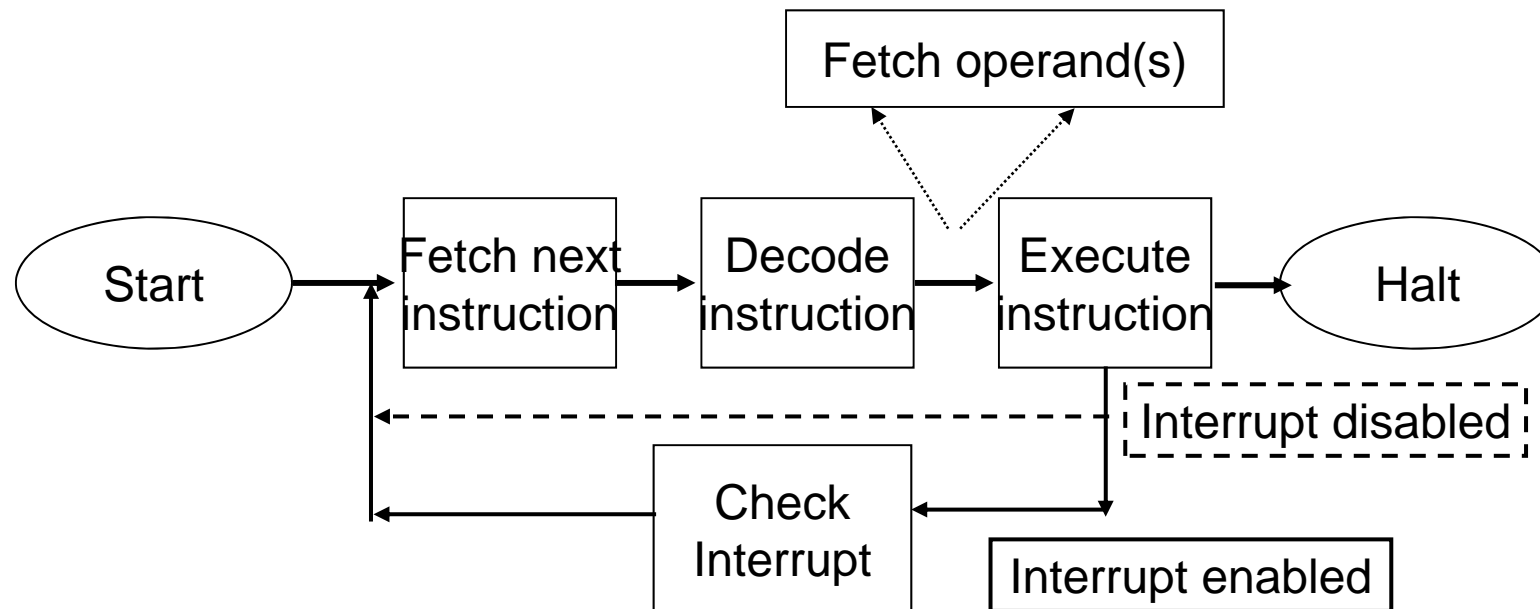 Fetch operand(s)
Start
Fetch next
instruction
Decode
instruction
Execute
instruction
Halt
Interrupt disabled
Check
Interrupt
Interrupt enabled